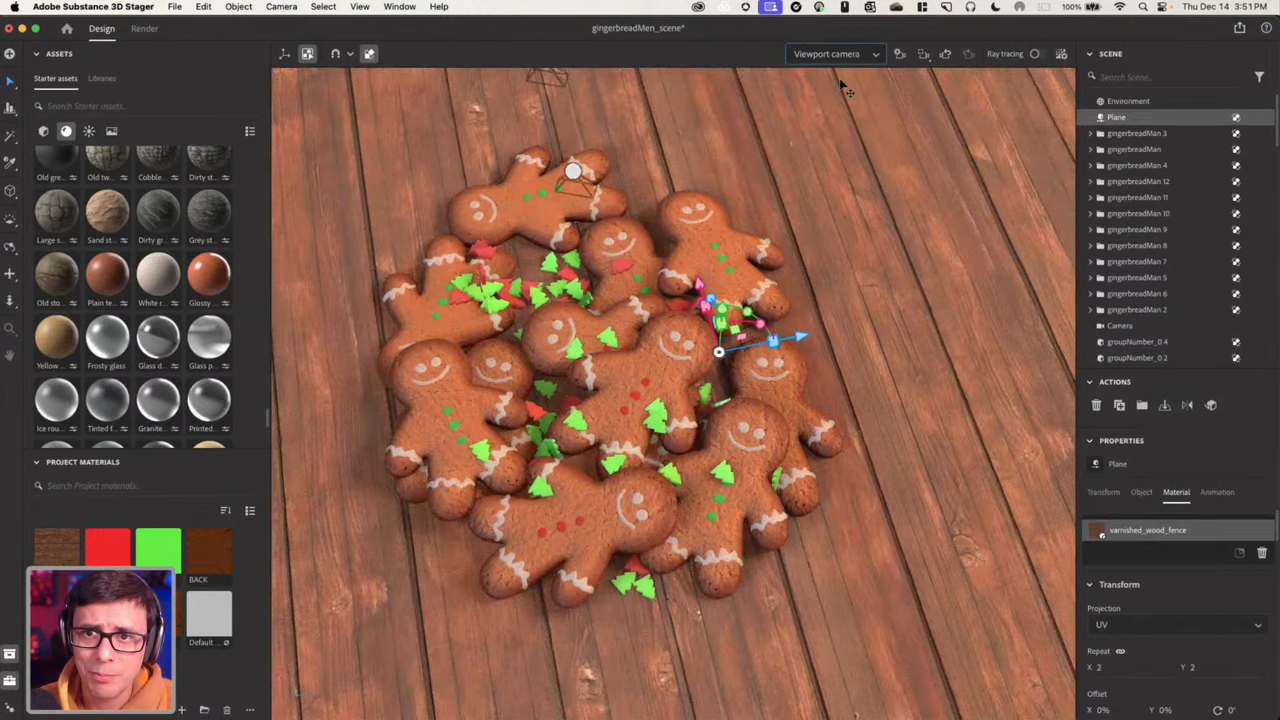 Adobe Substance 3D Stager File Edit Object Camera Select View Window Help 100% Thu Dec 14 3:51PM
Design Render gingerbreadMen_scene*
ASSETS
Starter assets Libraries
Search Starter assets..
Old gre... Old tw... Cobble... Dirty st...
Large s... Sand st... Dirty gr... Grey st...
Old sto... Plain te... White r... Glossy ...
Yellow ... Frosty glass Glass d... Glass p...
Ice rou... Tinted f... Granite... Printed...
PROJECT MATERIALS
Search Project materials...
BACK
Default ...
Viewport camera
Ray tracing
SCENE
Search Scene..
Environment
Plane
gingerbreadMan 3
gingerbreadMan
gingerbreadMan 4
gingerbreadMan 12
gingerbreadMan 11
gingerbreadMan 10
gingerbreadMan 9
gingerbreadMan 8
gingerbreadMan 7
gingerbreadMan 5
gingerbreadMan 6
gingerbreadMan 2
Camera
groupNumber_0 4
groupNumber_0 2
ACTIONS
PROPERTIES
Plane
Transform Object Material Animation
varnished_wood_fence
Transform
Projection
UV
Repeat
X 2 Y 2
Offset
X 0% Y 0% 0°